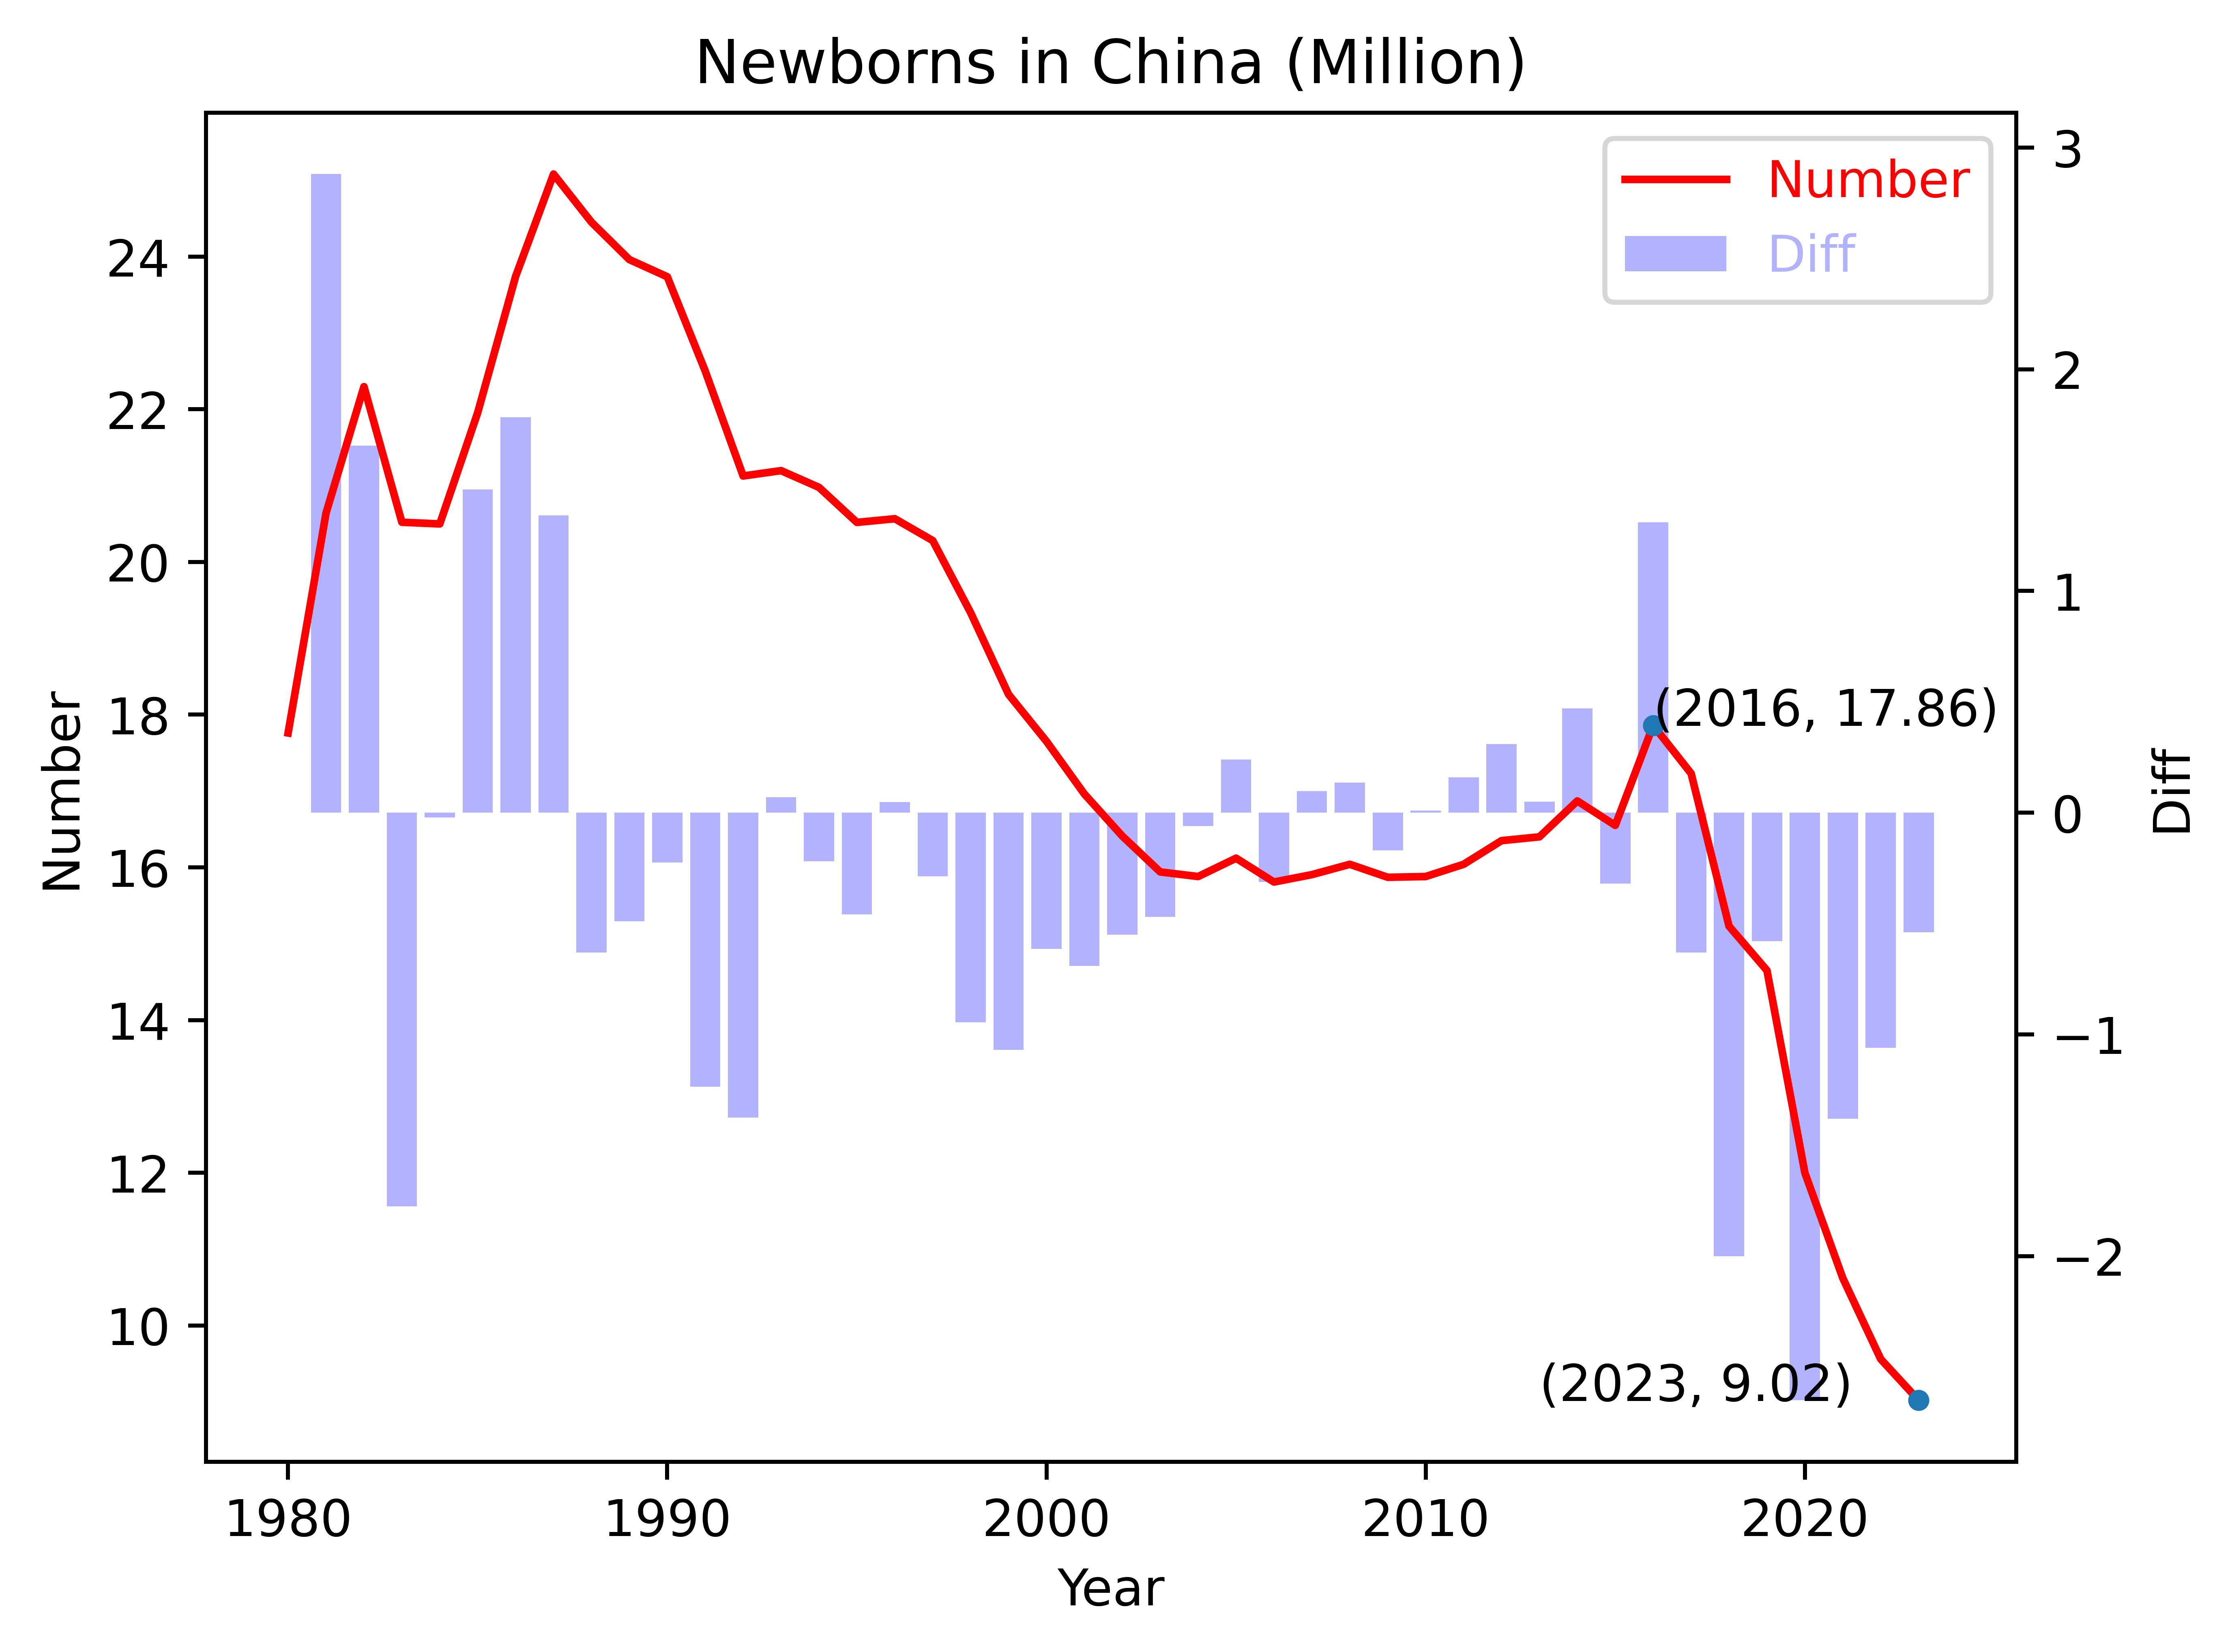 Newborns in China (Million)
Number
Diff
24
22
20
18
16
14
12
10
Number
3
2
1
0
−1
−2
Diff
(2016, 17.86)
(2023, 9.02)
1980 1990 2000 2010 2020
Year